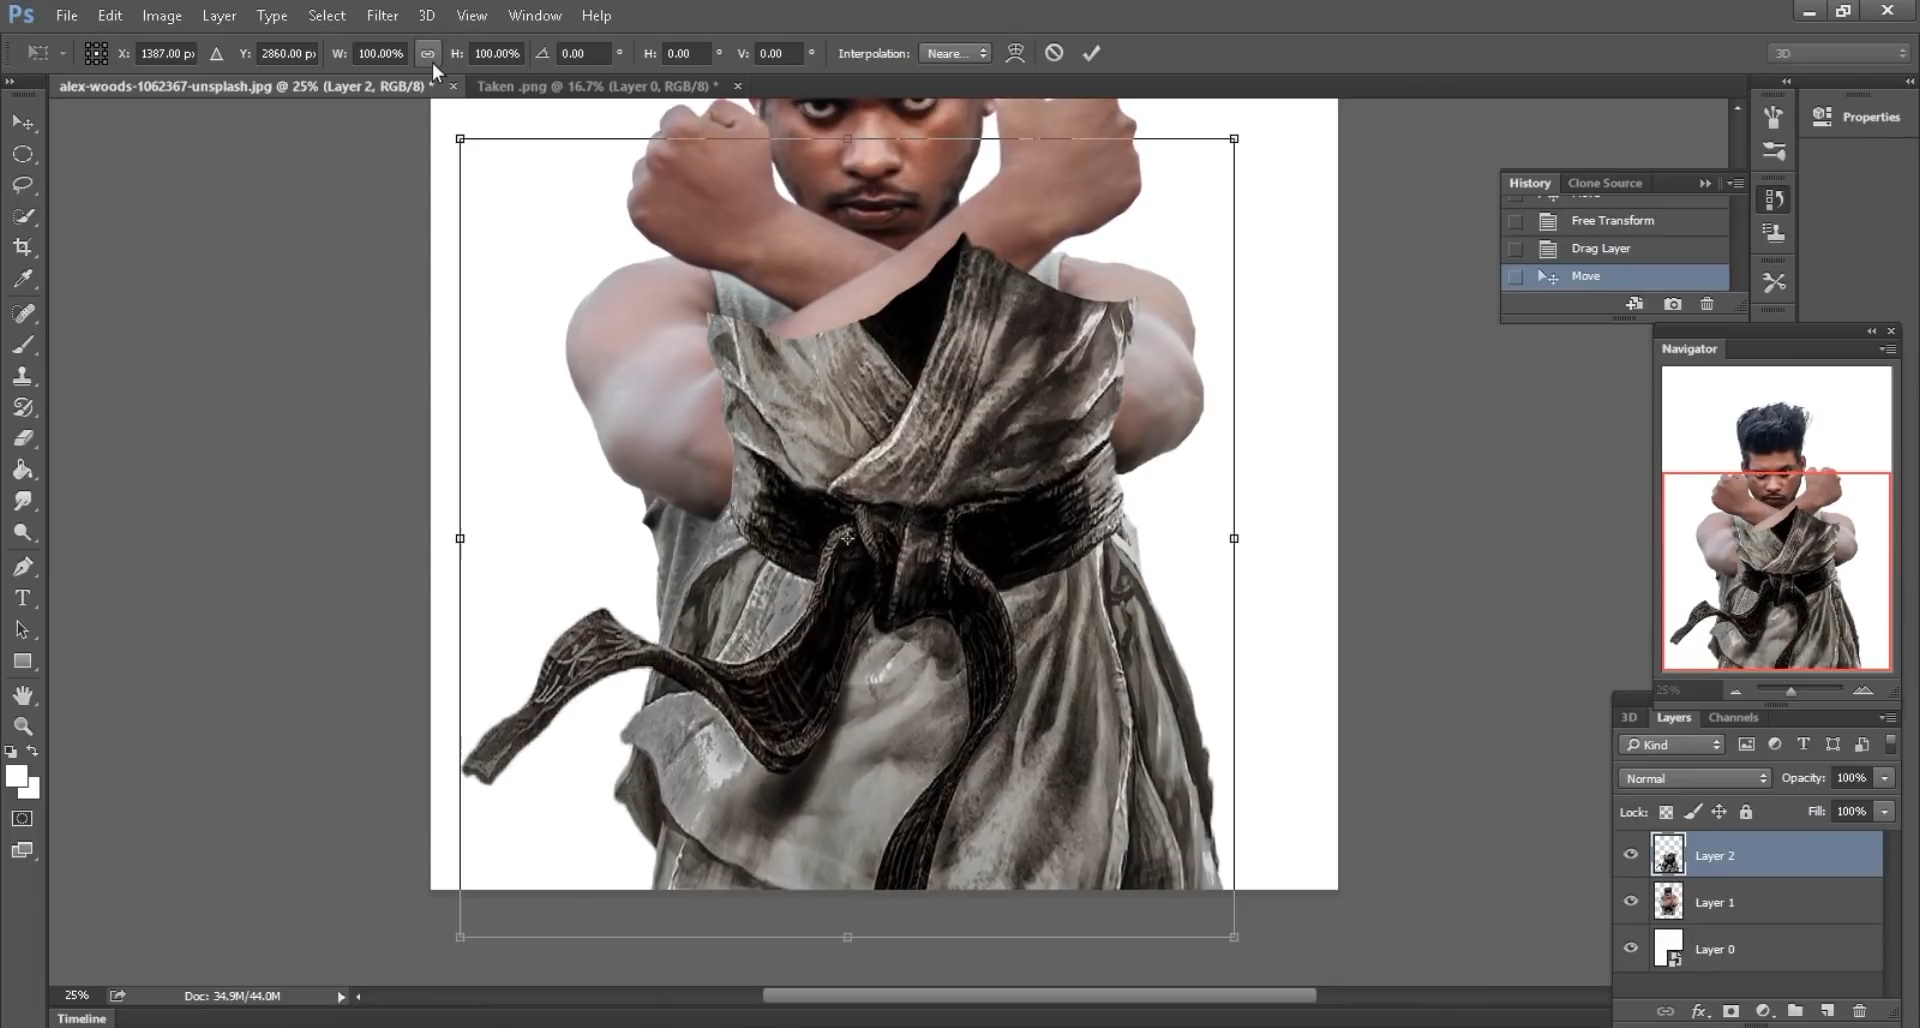 Ps File Edit Image Layer Type Select Filter 3D View Window Help
X: 1387.00 px Y: 2860.00 px W: 100.00% H: 100.00% 0.00 ° H: 0.00 ° V: 0.00 ° Interpolation: Neare... 3D
alex-woods-1062367-unsplash.jpg @ 25% (Layer 2, RGB/8) * × Taken .png @ 16.7% (Layer 0, RGB/8) * ×
Properties
History Clone Source
Free Transform
Drag Layer
Move
Navigator
25%
3D Layers Channels
Kind
Normal Opacity: 100%
Lock: Fill: 100%
Layer 2
Layer 1
Layer 0
fx
25% Doc: 34.9M/44.0M
Timeline